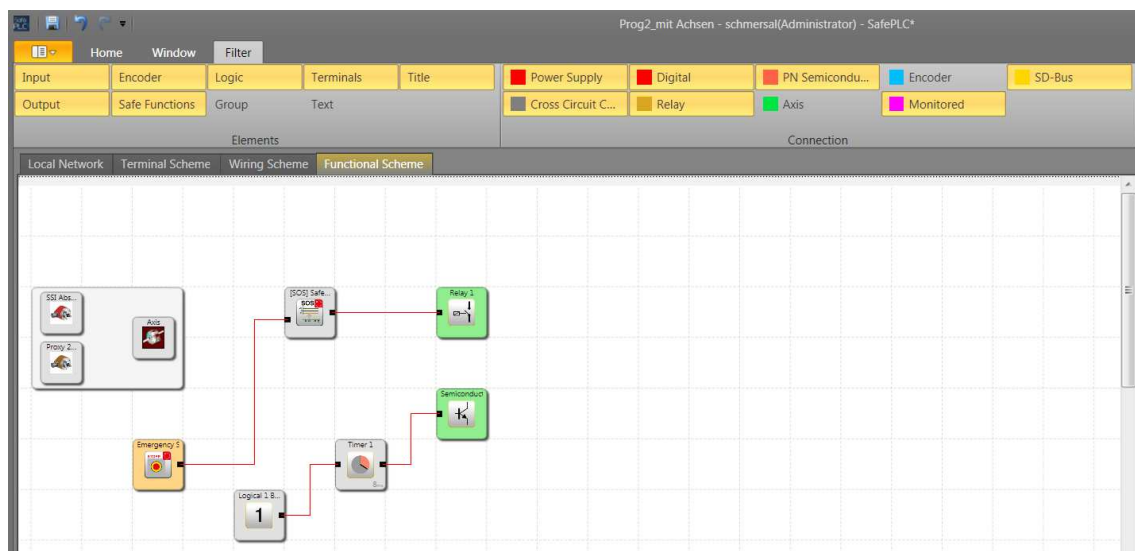 Prog2_mit Achsen - schmersal(Administrator) - SafePLC*
Home Window Filter
Input Encoder Logic Terminals Title
Power Supply Digital PN Semicondu... Encoder SD-Bus
Output Safe Functions Group Text
Cross Circuit C... Relay Axis Monitored
Elements Connection
Local Network Terminal Scheme Wiring Scheme Functional Scheme
SSI Abs...
[SOS] Safe...
SOS
Relay 1
Axis
Proxy 2...
Semiconduct
Emergency S
Timer 1
B...
Logical 1 B...
1